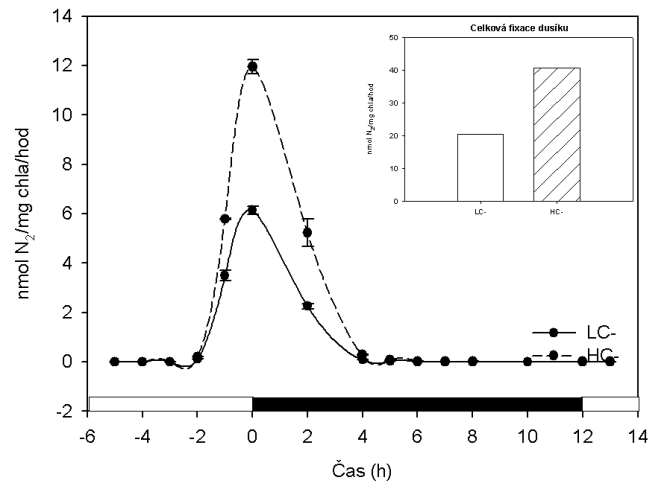 14
12
10
8
6
4
2
0
-2
nmol N₂/mg chla/hod
-6 -4 -2 0 2 4 6 8 10 12 14
Čas (h)
LC-
HC-
Celková fixace dusíku
50
40
30
20
10
0
nmol N₂/mg chla/hod
LC- HC-